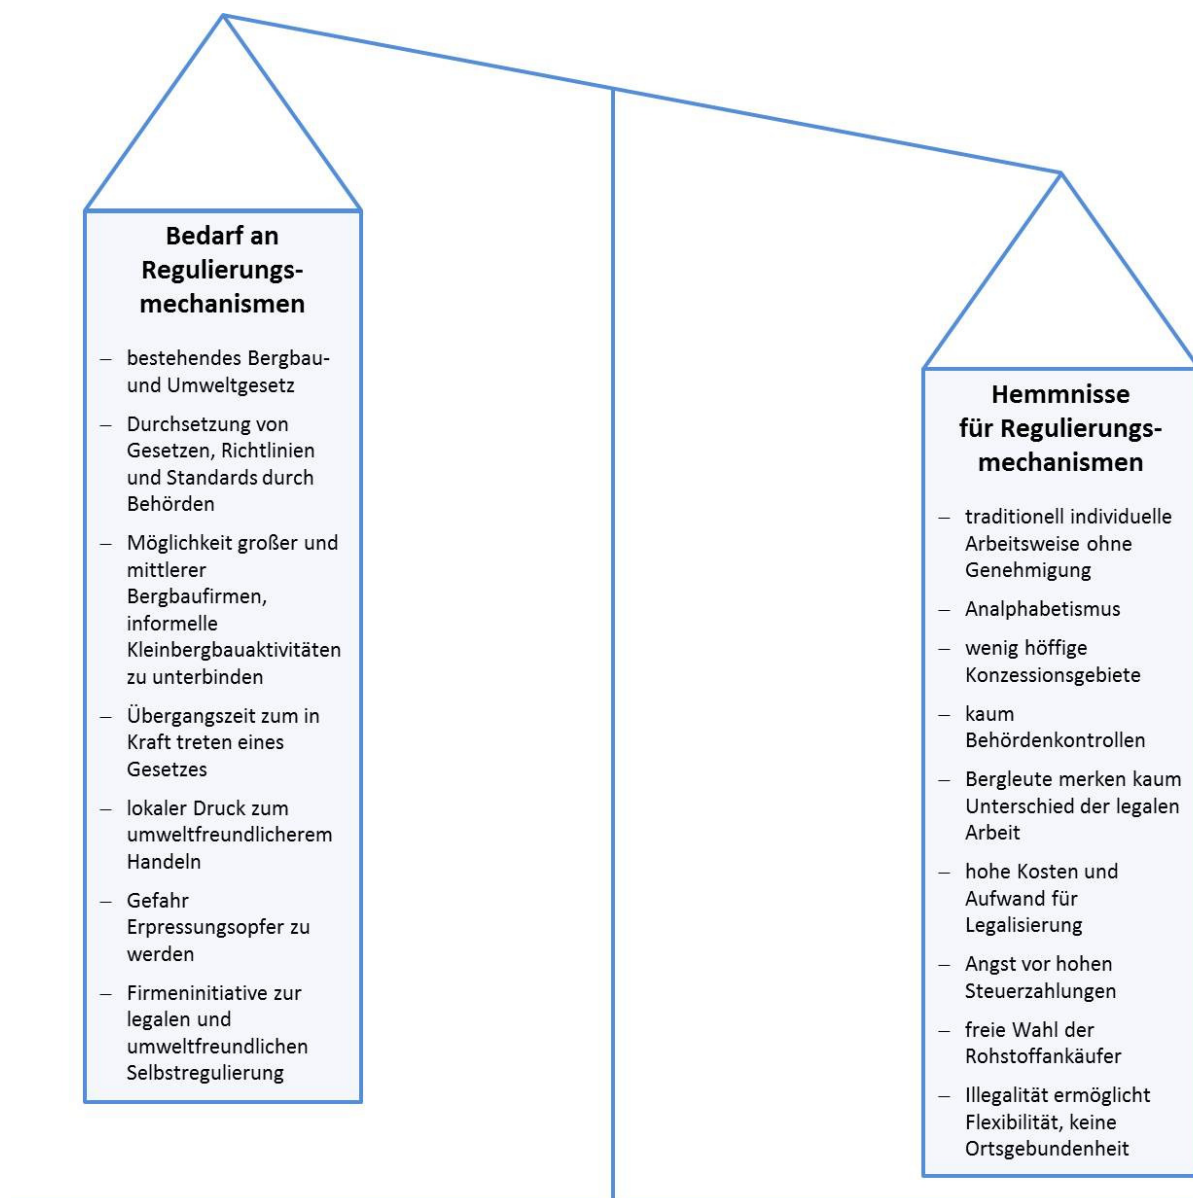 Bedarf an
Regulierungs-
mechanismen
– bestehendes Bergbau-
und Umweltgesetz
– Durchsetzung von
Gesetzen, Richtlinien
und Standards durch
Behörden
– Möglichkeit großer und
mittlerer
Bergbaufirmen,
informelle
Kleinbergbauaktivitäten
zu unterbinden
– Übergangszeit zum in
Kraft treten eines
Gesetzes
– lokaler Druck zum
umweltfreundlicherem
Handeln
– Gefahr
Erpressungsopfer zu
werden
– Firmeninitiative zur
legalen und
umweltfreundlichen
Selbstregulierung
Hemmnisse
für Regulierungs-
mechanismen
– traditionell individuelle
Arbeitsweise ohne
Genehmigung
– Analphabetismus
– wenig höffige
Konzessionsgebiete
– kaum
Behördenkontrollen
– Bergleute merken kaum
Unterschied der legalen
Arbeit
– hohe Kosten und
Aufwand für
Legalisierung
– Angst vor hohen
Steuerzahlungen
– freie Wahl der
Rohstoffankäufer
– Illegalität ermöglicht
Flexibilität, keine
Ortsgebundenheit